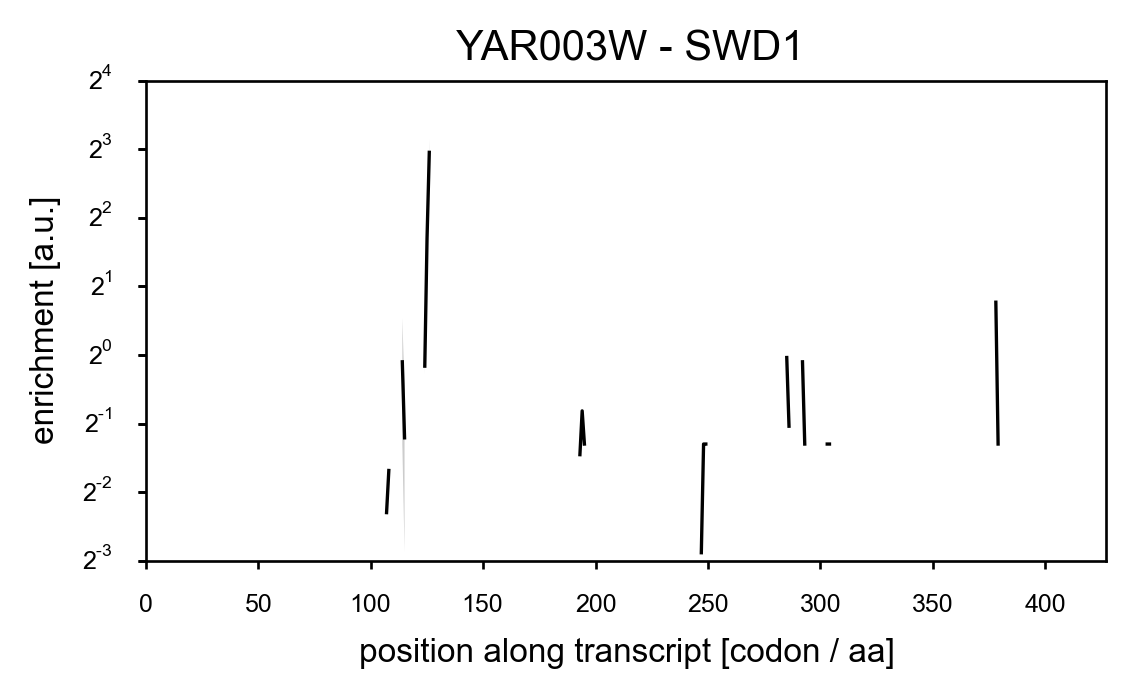 YAR003W - SWD1
enrichment [a.u.]
2^4
2^3
2^2
2^1
2^0
2^-1
2^-2
2^-3
0 50 100 150 200 250 300 350 400
position along transcript [codon / aa]